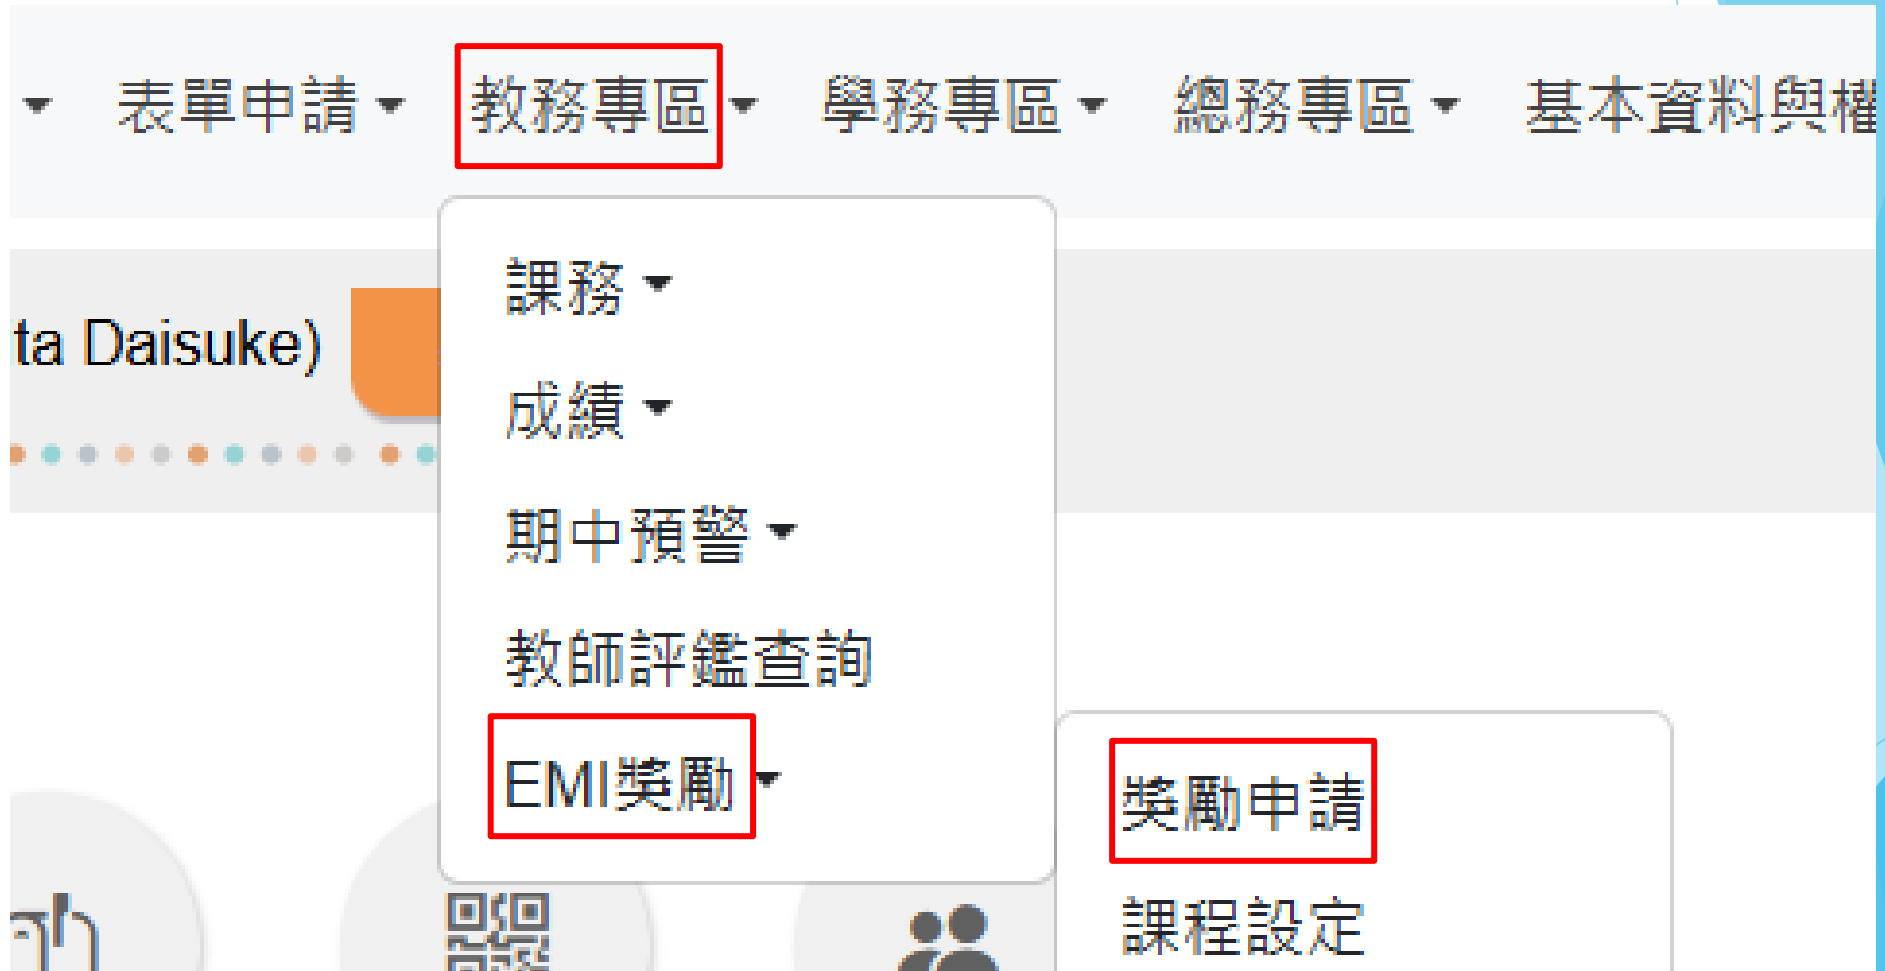 表單申請 教務專區 學務專區 總務專區 基本資料與權
課務
ta Daisuke)
成績
期中預警
教師評鑑查詢
EMI獎勵
獎勵申請
課程設定